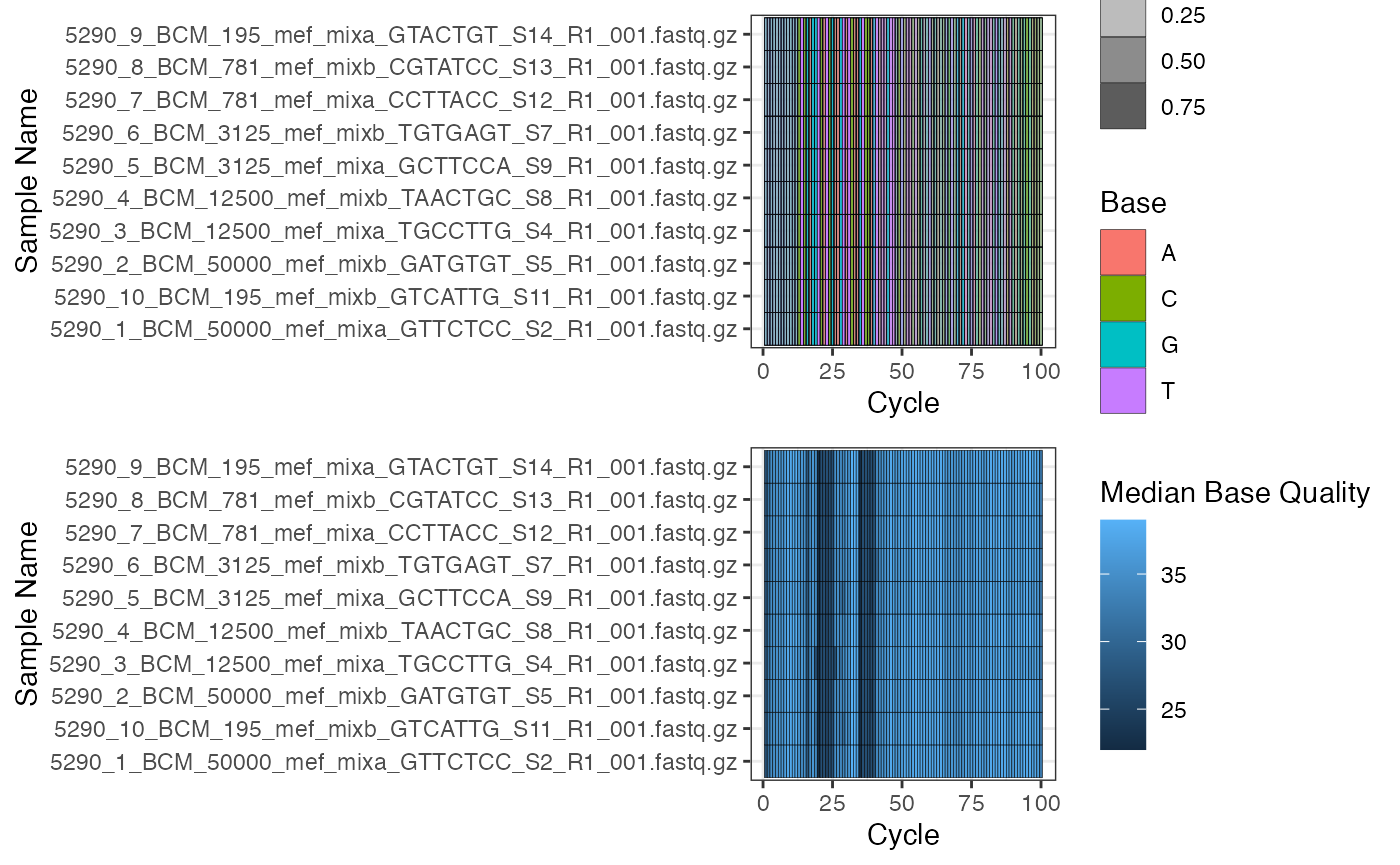 0.25
0.50
0.75
Sample Name
5290_9_BCM_195_mef_mixa_GTACTGT_S14_R1_001.fastq.gz
5290_8_BCM_781_mef_mixb_CGTATCC_S13_R1_001.fastq.gz
5290_7_BCM_781_mef_mixa_CCTTACC_S12_R1_001.fastq.gz
5290_6_BCM_3125_mef_mixb_TGTGAGT_S7_R1_001.fastq.gz
5290_5_BCM_3125_mef_mixa_GCTTCCA_S9_R1_001.fastq.gz
5290_4_BCM_12500_mef_mixb_TAACTGC_S8_R1_001.fastq.gz
5290_3_BCM_12500_mef_mixa_TGCCTTG_S4_R1_001.fastq.gz
5290_2_BCM_50000_mef_mixb_GATGTGT_S5_R1_001.fastq.gz
5290_10_BCM_195_mef_mixb_GTCATTG_S11_R1_001.fastq.gz
5290_1_BCM_50000_mef_mixa_GTTCTCC_S2_R1_001.fastq.gz
0 25 50 75 100
Cycle
Base
A
C
G
T
Sample Name
5290_9_BCM_195_mef_mixa_GTACTGT_S14_R1_001.fastq.gz
5290_8_BCM_781_mef_mixb_CGTATCC_S13_R1_001.fastq.gz
5290_7_BCM_781_mef_mixa_CCTTACC_S12_R1_001.fastq.gz
5290_6_BCM_3125_mef_mixb_TGTGAGT_S7_R1_001.fastq.gz
5290_5_BCM_3125_mef_mixa_GCTTCCA_S9_R1_001.fastq.gz
5290_4_BCM_12500_mef_mixb_TAACTGC_S8_R1_001.fastq.gz
5290_3_BCM_12500_mef_mixa_TGCCTTG_S4_R1_001.fastq.gz
5290_2_BCM_50000_mef_mixb_GATGTGT_S5_R1_001.fastq.gz
5290_10_BCM_195_mef_mixb_GTCATTG_S11_R1_001.fastq.gz
5290_1_BCM_50000_mef_mixa_GTTCTCC_S2_R1_001.fastq.gz
0 25 50 75 100
Cycle
Median Base Quality
35
30
25